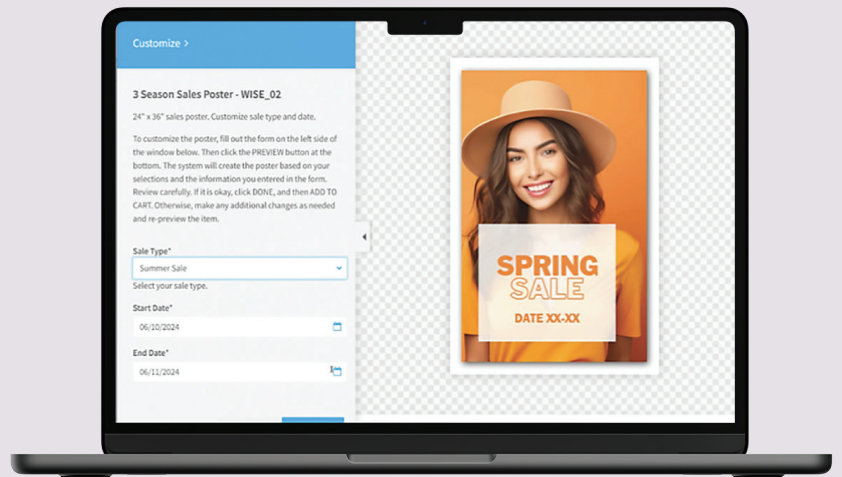 Customize >
3 Season Sales Poster - WISE_02
24" x 36" sales poster. Customize sale type and date.
To customize the poster, fill out the form on the left side of
the window below. Then click the PREVIEW button at the
bottom. The system will create the poster based on your
selections and the information you entered in the form.
Review carefully. If it is okay, click DONE, and then ADD TO
CART. Otherwise, make any additional changes as needed
and re-preview the item.
Sale Type*
Summer Sale
Select your sale type.
Start Date*
06/10/2024
End Date*
06/11/2024
SPRING
SALE
DATE XX-XX